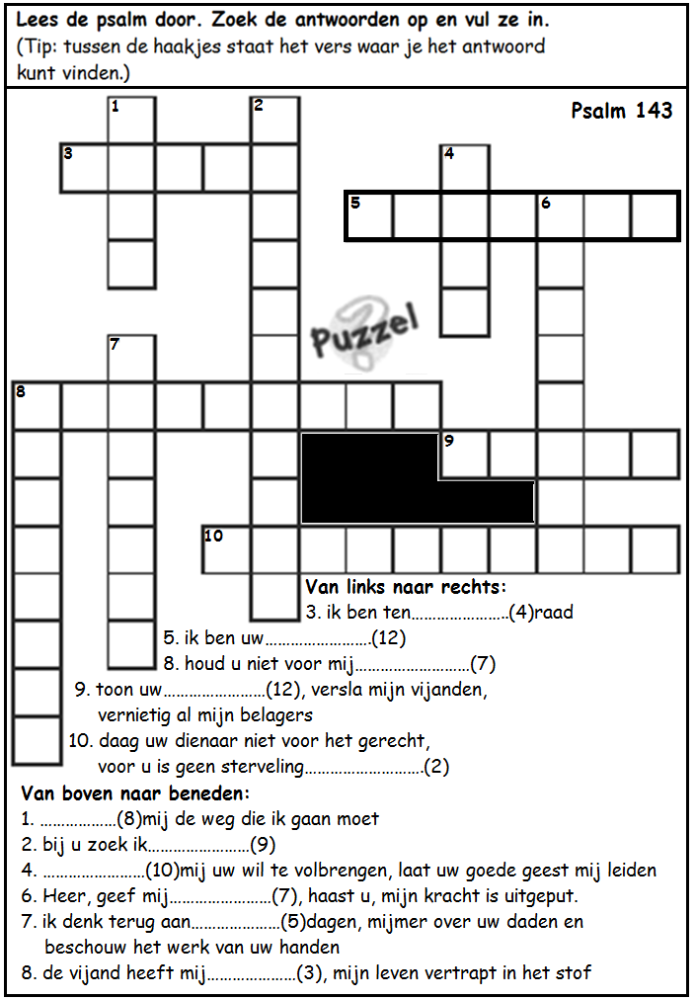 Lees de psalm door. Zoek de antwoorden op en vul ze in.
(Tip: tussen de haakjes staat het vers waar je het antwoord
kunt vinden.)
Psalm 143
1
2
3
4
5
6
Puzzel
7
8
9
10
Van links naar rechts:
3. ik ben ten......................(4)raad
5. ik ben uw.......................(12)
8. houd u niet voor mij.........................(7)
9. toon uw......................(12), versla mijn vijanden,
vernietig al mijn belagers
10. daag uw dienaar niet voor het gerecht,
voor u is geen sterveling..........................(2)
Van boven naar beneden:
1. .................(8)mij de weg die ik gaan moet
2. bij u zoek ik......................(9)
4. ......................(10)mij uw wil te volbrengen, laat uw goede geest mij leiden
6. Heer, geef mij......................(7), haast u, mijn kracht is uitgeput.
7. ik denk terug aan...................(5)dagen, mijmer over uw daden en
beschouw het werk van uw handen
8. de vijand heeft mij...................(3), mijn leven vertrapt in het stof